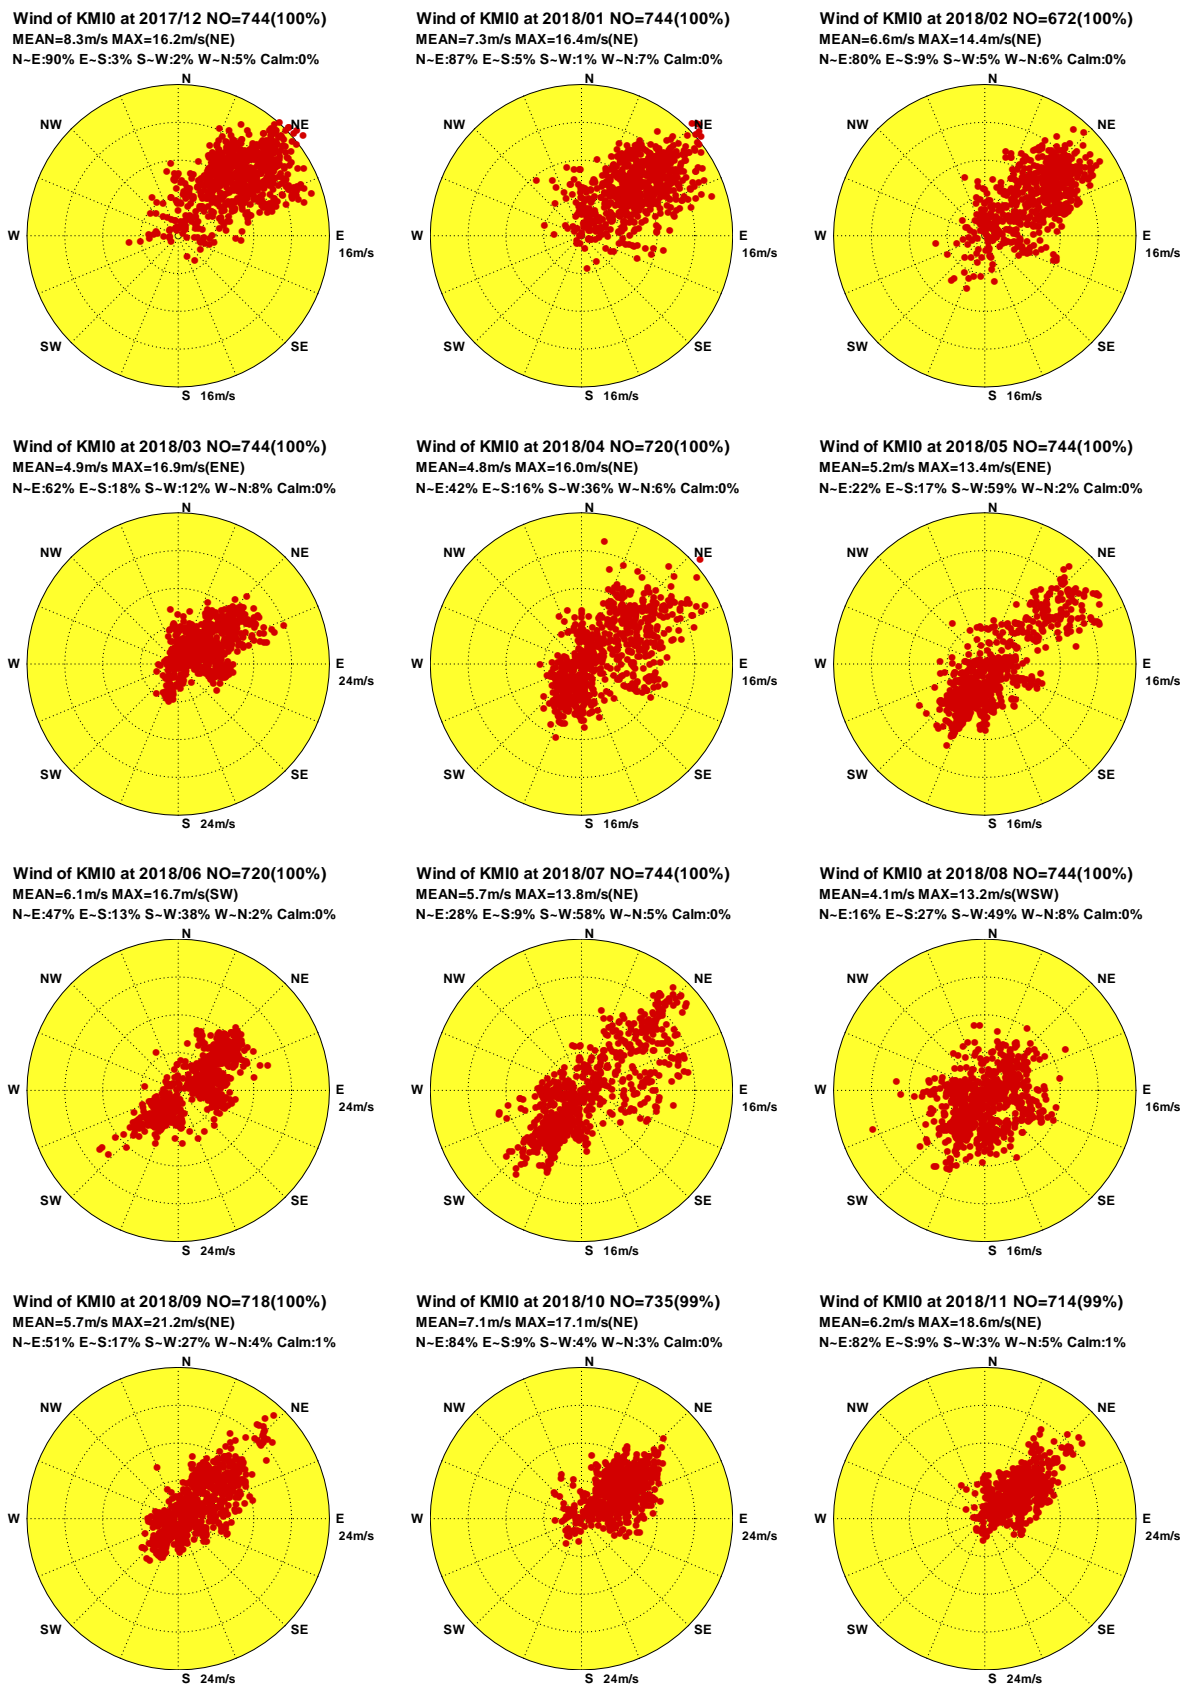 Wind of KMI0 at 2017/12 NO=744(100%)
MEAN=8.3m/s MAX=16.2m/s(NE)
N~E:90% E~S:3% S~W:2% W~N:5% Calm:0%
N
NW
NE
W
E
16m/s
SW
SE
S 16m/s
Wind of KMI0 at 2018/01 NO=744(100%)
MEAN=7.3m/s MAX=16.4m/s(NE)
N~E:87% E~S:5% S~W:1% W~N:7% Calm:0%
N
NW
NE
W
E
16m/s
SW
SE
S 16m/s
Wind of KMI0 at 2018/02 NO=672(100%)
MEAN=6.6m/s MAX=14.4m/s(NE)
N~E:80% E~S:9% S~W:5% W~N:6% Calm:0%
N
NW
NE
W
E
16m/s
SW
SE
S 16m/s
Wind of KMI0 at 2018/03 NO=744(100%)
MEAN=4.9m/s MAX=16.9m/s(ENE)
N~E:62% E~S:18% S~W:12% W~N:8% Calm:0%
N
NW
NE
W
E
24m/s
SW
SE
S 24m/s
Wind of KMI0 at 2018/04 NO=720(100%)
MEAN=4.8m/s MAX=16.0m/s(NE)
N~E:42% E~S:16% S~W:36% W~N:6% Calm:0%
N
NW
NE
W
E
16m/s
SW
SE
S 16m/s
Wind of KMI0 at 2018/05 NO=744(100%)
MEAN=5.2m/s MAX=13.4m/s(ENE)
N~E:22% E~S:17% S~W:59% W~N:2% Calm:0%
N
NW
NE
W
E
16m/s
SW
SE
S 16m/s
Wind of KMI0 at 2018/06 NO=720(100%)
MEAN=6.1m/s MAX=16.7m/s(SW)
N~E:47% E~S:13% S~W:38% W~N:2% Calm:0%
N
NW
NE
W
E
24m/s
SW
SE
S 24m/s
Wind of KMI0 at 2018/07 NO=744(100%)
MEAN=5.7m/s MAX=13.8m/s(NE)
N~E:28% E~S:9% S~W:58% W~N:5% Calm:0%
N
NW
NE
W
E
16m/s
SW
SE
S 16m/s
Wind of KMI0 at 2018/08 NO=744(100%)
MEAN=4.1m/s MAX=13.2m/s(WSW)
N~E:16% E~S:27% S~W:49% W~N:8% Calm:0%
N
NW
NE
W
E
16m/s
SW
SE
S 16m/s
Wind of KMI0 at 2018/09 NO=718(100%)
MEAN=5.7m/s MAX=21.2m/s(NE)
N~E:51% E~S:17% S~W:27% W~N:4% Calm:1%
N
NW
NE
W
E
24m/s
SW
SE
S 24m/s
Wind of KMI0 at 2018/10 NO=735(99%)
MEAN=7.1m/s MAX=17.1m/s(NE)
N~E:84% E~S:9% S~W:4% W~N:3% Calm:0%
N
NW
NE
W
E
24m/s
SW
SE
S 24m/s
Wind of KMI0 at 2018/11 NO=714(99%)
MEAN=6.2m/s MAX=18.6m/s(NE)
N~E:82% E~S:9% S~W:3% W~N:5% Calm:1%
N
NW
NE
W
E
24m/s
SW
SE
S 24m/s